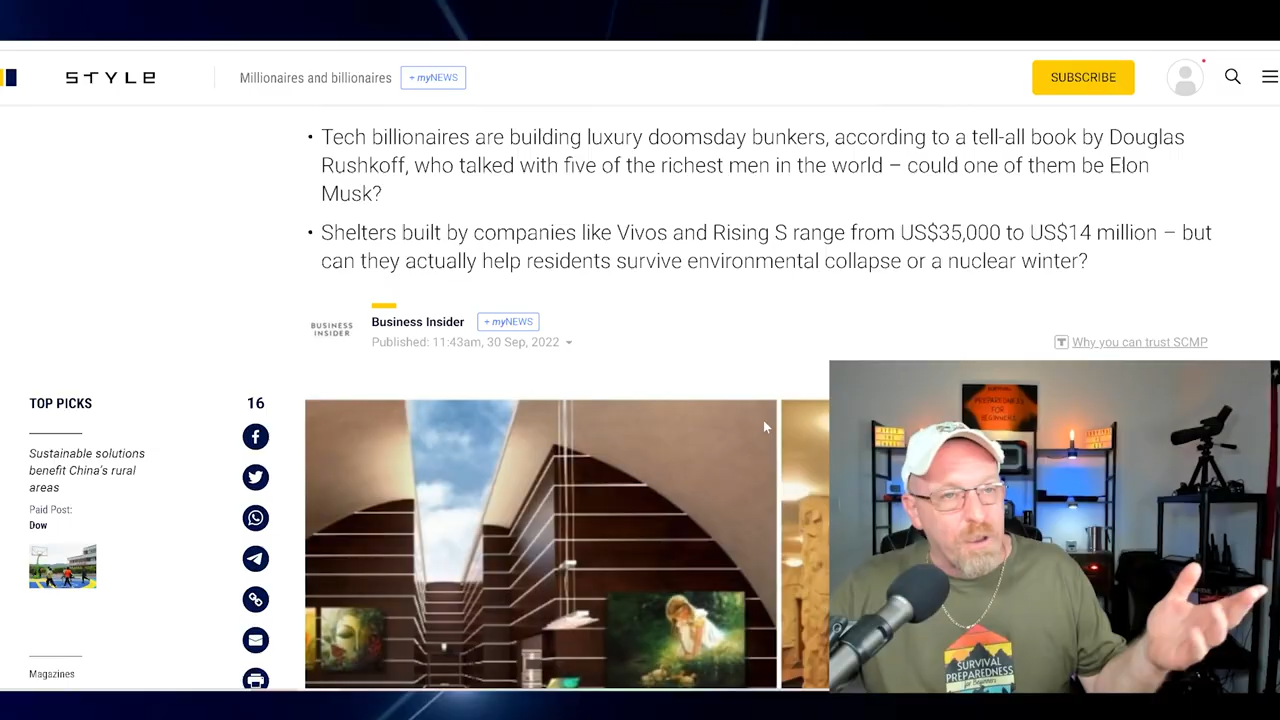 STYLE
Millionaires and billionaires
+ myNEWS
SUBSCRIBE
• Tech billionaires are building luxury doomsday bunkers, according to a tell-all book by Douglas
Rushkoff, who talked with five of the richest men in the world – could one of them be Elon
Musk?
• Shelters built by companies like Vivos and Rising S range from US$35,000 to US$14 million – but
can they actually help residents survive environmental collapse or a nuclear winter?
BUSINESS
INSIDER
Business Insider
+ myNEWS
Published: 11:43am, 30 Sep, 2022
Why you can trust SCMP
TOP PICKS
16
Sustainable solutions
benefit China's rural
areas
Paid Post:
Dow
Magazines
PREPAREDNESS
FOR
BEGINNERS
SURVIVAL
PREPAREDNESS
for Beginners